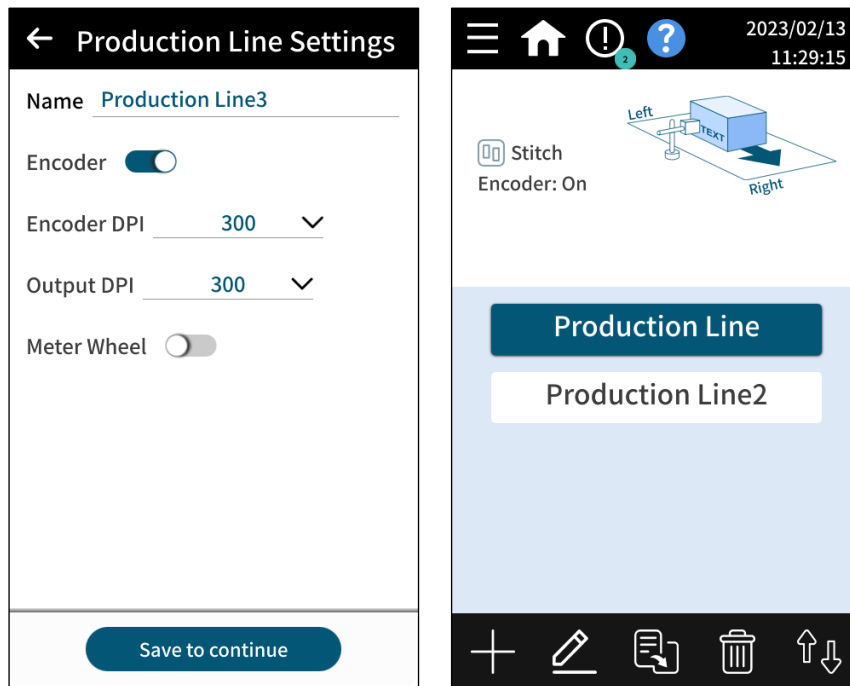 Production Line Settings
Name Production Line3
Encoder
Encoder DPI 300
Output DPI 300
Meter Wheel
Save to continue
2 ? 2023/02/13
11:29:15
Left
TEXT
Stitch
Encoder: On
Right
Production Line
Production Line2